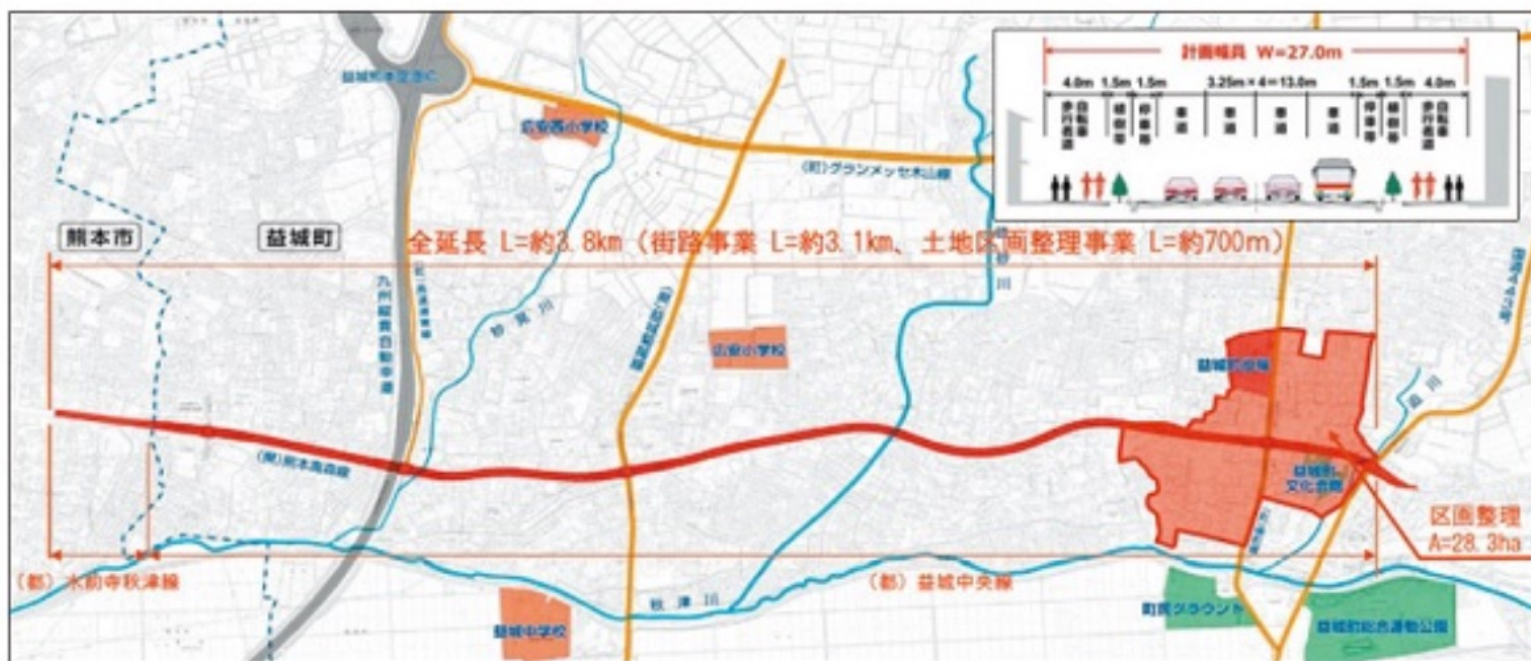 計画幅員 W=27.0m
4.0m 1.5m 1.5m 3.25m×4=13.0m 1.5m 1.5m 4.0m
自転車歩行者道 植樹帯 停車帯 車道 車道 車道 車道 停車帯 植樹帯 自転車歩行者道
益城熊本空港IC
広安西小学校
(町)グランメッセ木山線
熊本市
益城町
全延長 L=約3.8km(街路事業 L=約3.1km、土地区画整理事業 L=約700m)
九州縦貫自動車道
妙見川
広安小学校
益城町役場
(県)熊本高森線
益城町文化会館
区画整理
A=28.3ha
(都)水前寺秋津線
(都)益城中央線
秋津川
益城中学校
町民グラウンド
益城町総合運動公園